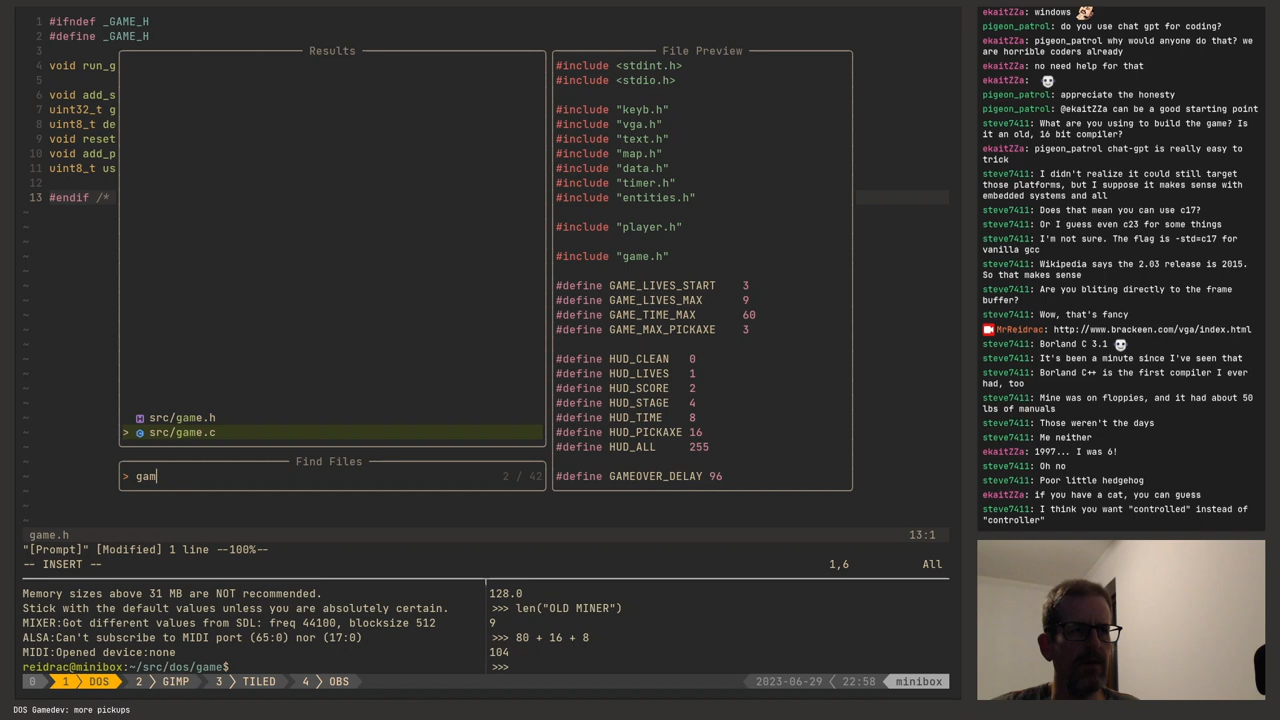 1 #ifndef _GAME_H
2 #define _GAME_H
3
4 void run_g
5
6 void add_s
7 uint32_t g
8 uint8_t de
9 void reset
10 void add_p
11 uint8_t us
12
13 #endif /*
Results
src/game.h
> src/game.c
Find Files
> gam 2 / 42
File Preview
#include <stdint.h>
#include <stdio.h>
#include "keyb.h"
#include "vga.h"
#include "text.h"
#include "map.h"
#include "data.h"
#include "timer.h"
#include "entities.h"
#include "player.h"
#include "game.h"
#define GAME_LIVES_START 3
#define GAME_LIVES_MAX 9
#define GAME_TIME_MAX 60
#define GAME_MAX_PICKAXE 3
#define HUD_CLEAN 0
#define HUD_LIVES 1
#define HUD_SCORE 2
#define HUD_STAGE 4
#define HUD_TIME 8
#define HUD_PICKAXE 16
#define HUD_ALL 255
#define GAMEOVER_DELAY 96
game.h 13:1
"[Prompt]" [Modified] 1 line --100%--
-- INSERT -- 1,6 All
Memory sizes above 31 MB are NOT recommended.
Stick with the default values unless you are absolutely certain.
MIXER:Got different values from SDL: freq 44100, blocksize 512
ALSA:Can't subscribe to MIDI port (65:0) nor (17:0)
MIDI:Opened device:none
reidrac@minibox:~/src/dos/game$
128.0
>>> len("OLD MINER")
9
>>> 80 + 16 + 8
104
>>>
0 1 DOS 2 GIMP 3 TILED 4 OBS 2023-06-29 22:58 minibox
DOS Gamedev: more pickups
ekaitZZa: windows
pigeon_patrol: do you use chat gpt for coding?
ekaitZZa: pigeon_patrol why would anyone do that? we
are horrible coders already
ekaitZZa: no need help for that
ekaitZZa:
pigeon_patrol: appreciate the honesty
pigeon_patrol: @ekaitZZa can be a good starting point
steve7411: What are you using to build the game? Is
it an old, 16 bit compiler?
ekaitZZa: pigeon_patrol chat-gpt is really easy to
trick
steve7411: I didn't realize it could still target
those platforms, but I suppose it makes sense with
embedded systems and all
steve7411: Does that mean you can use c17?
steve7411: Or I guess even c23 for some things
steve7411: I'm not sure. The flag is -std=c17 for
vanilla gcc
steve7411: Wikipedia says the 2.03 release is 2015.
So that makes sense
steve7411: Are you bliting directly to the frame
buffer?
steve7411: Wow, that's fancy
MrReidrac: http://www.brackeen.com/vga/index.html
steve7411: Borland C 3.1
steve7411: It's been a minute since I've seen that
steve7411: Borland C++ is the first compiler I ever
had, too
steve7411: Mine was on floppies, and it had about 50
lbs of manuals
steve7411: Those weren't the days
steve7411: Me neither
ekaitZZa: 1997... I was 6!
steve7411: Oh no
steve7411: Poor little hedgehog
ekaitZZa: if you have a cat, you can guess
steve7411: I think you want "controlled" instead of
"controller"